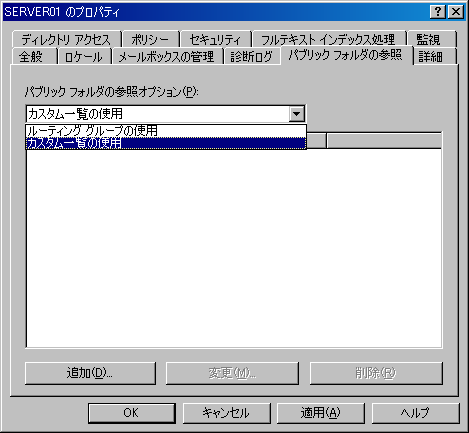 SERVER01 のプロパティ
ディレクトリ アクセス ポリシー セキュリティ フルテキスト インデックス処理 監視
全般 ロケール メールボックスの管理 診断ログ パブリック フォルダの参照 詳細
パブリック フォルダの参照オプション(P):
カスタム一覧の使用
ルーティング グループの使用
カスタム一覧の使用
追加(D)... 変更(M)... 削除(R)
OK キャンセル 適用(A) ヘルプ